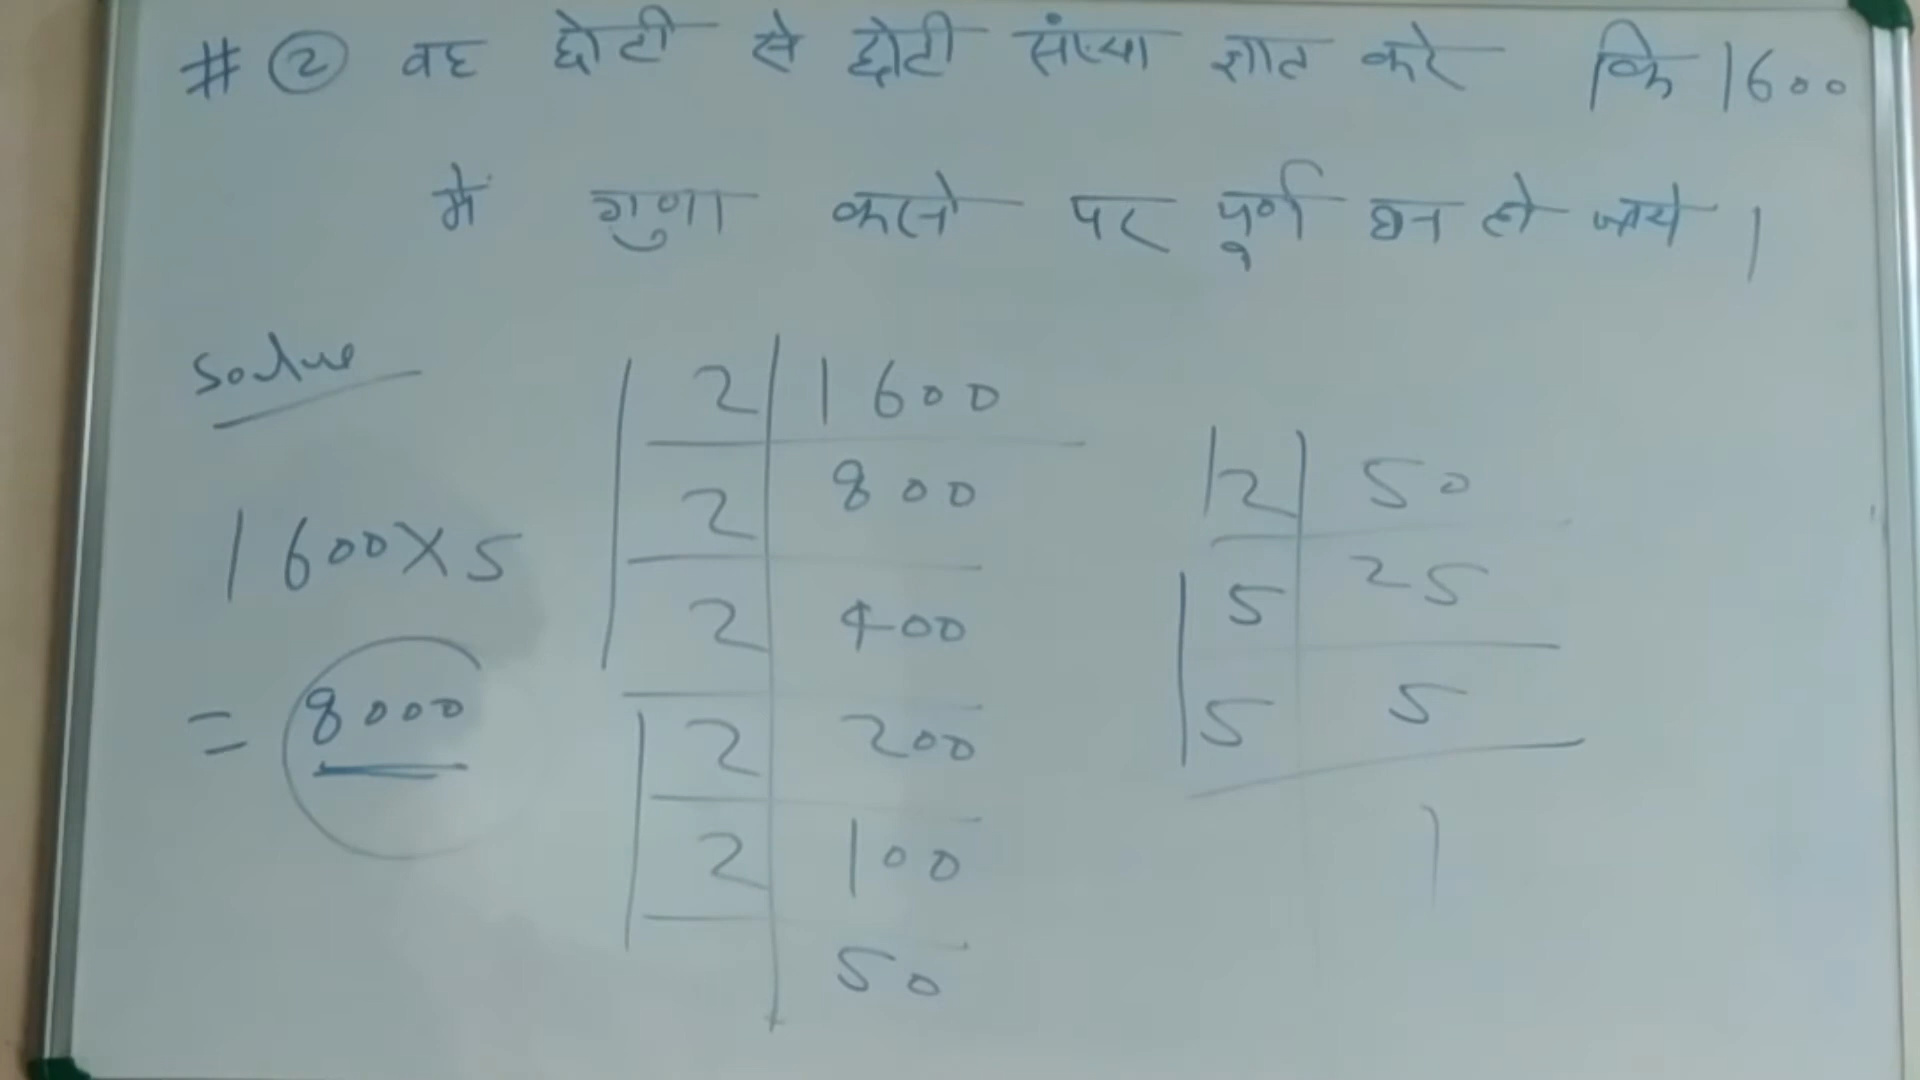 # ② वह छोटी से छोटी संख्या ज्ञात करे कि 1600
में गुणा करने पर पूर्ण घन हो जाये |
Solve
1600×5
= 8000
2 | 1600
2 | 800
2 | 400
2 | 200
2 | 100
50
2 | 50
5 | 25
5 | 5
1